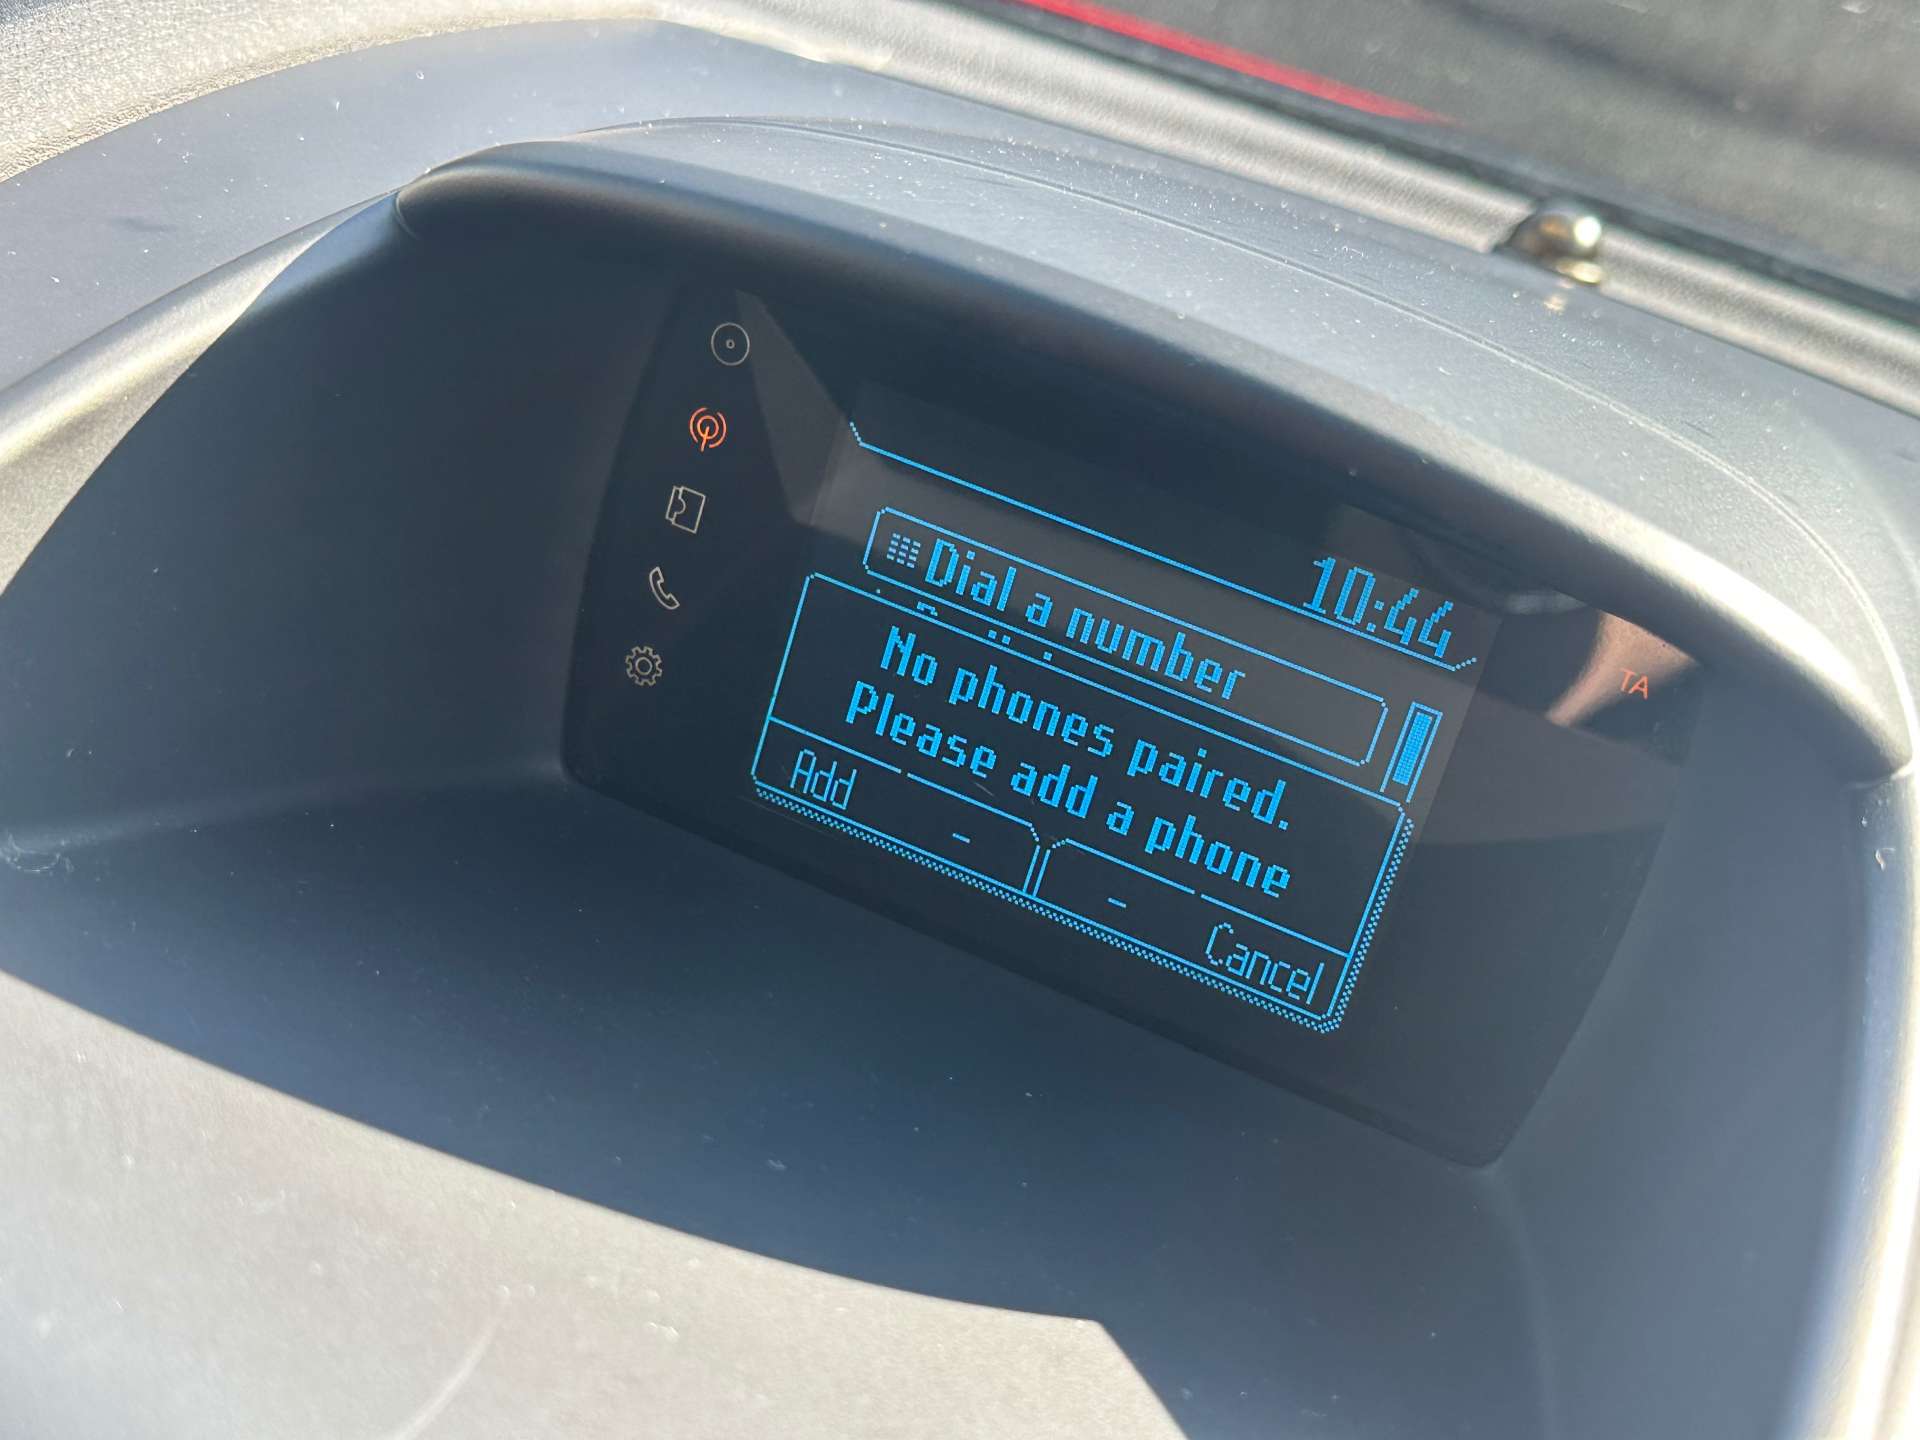 10:44
Dial a number
No phones paired.
Please add a phone
Add
Cancel
TA